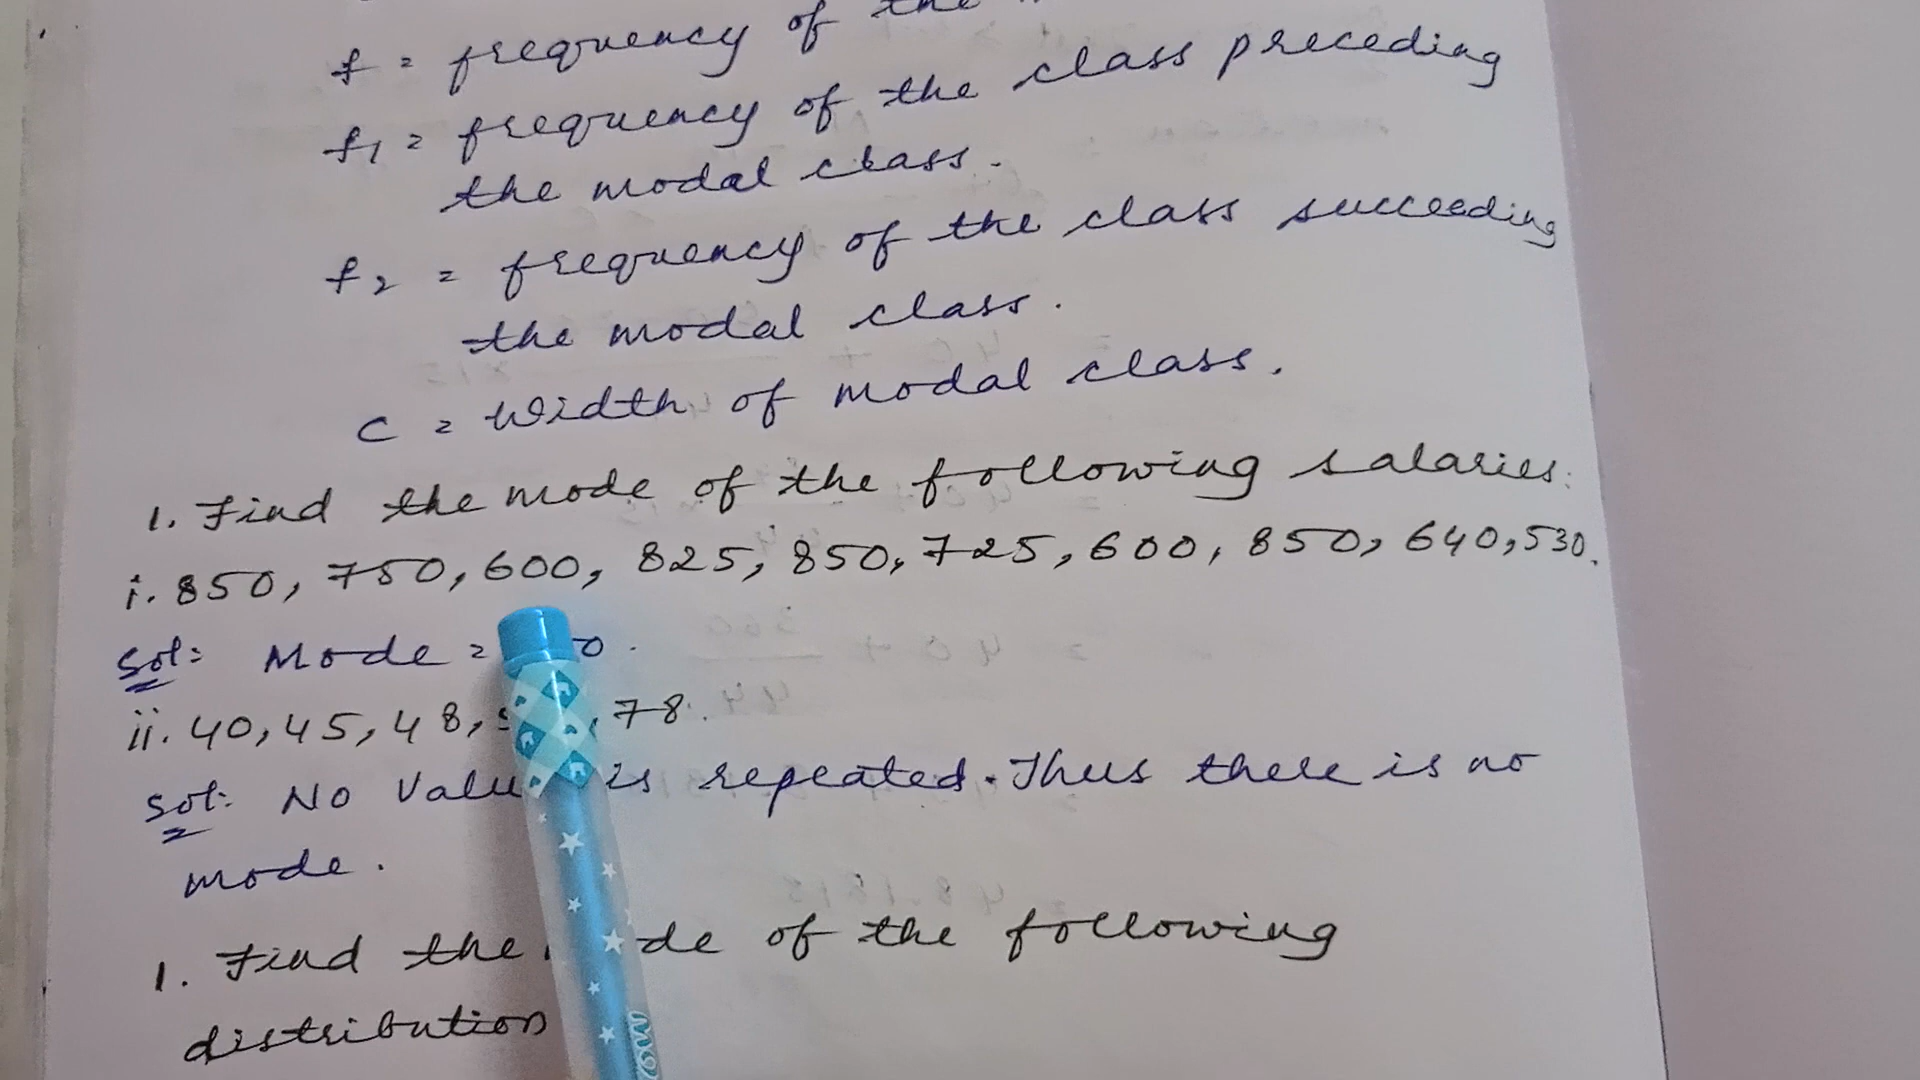 f = frequency of the
f1 = frequency of the class preceding
the modal class.
f2 = frequency of the class succeeding
the modal class.
c = Width of modal class.
1. Find the mode of the following salaries:
i. 850, 750, 600, 825, 850, 725, 600, 850, 640, 530.
Sol: Mode = 0.
ii. 40, 45, 48, , 78.
Sol: No Valu is repeated. Thus there is no
mode.
1. Find the de of the following
distribution